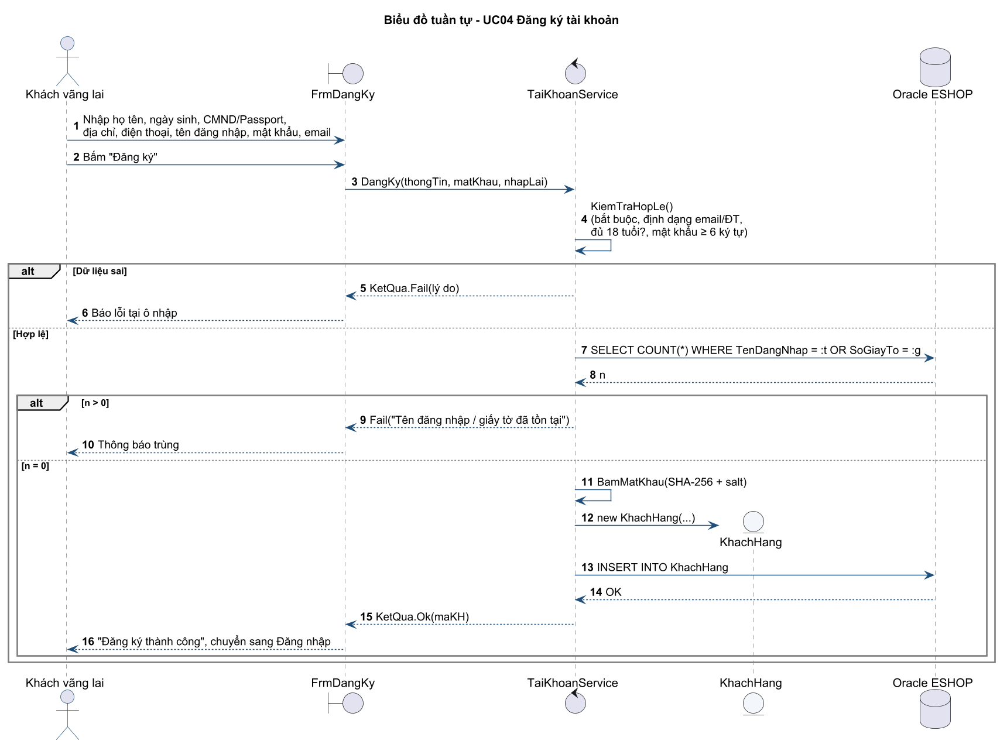 Biểu đồ tuần tự - UC04 Đăng ký tài khoản
Khách vãng lai
FrmDangKy
TaiKhoanService
Oracle ESHOP
1 Nhập họ tên, ngày sinh, CMND/Passport,
địa chỉ, điện thoại, tên đăng nhập, mật khẩu, email
2 Bấm "Đăng ký"
3 DangKy(thongTin, matKhau, nhapLai)
4 KiemTraHopLe()
(bắt buộc, định dạng email/ĐT,
đủ 18 tuổi?, mật khẩu ≥ 6 ký tự)
alt [Dữ liệu sai]
5 KetQua.Fail(lý do)
6 Báo lỗi tại ô nhập
[Hợp lệ]
7 SELECT COUNT(*) WHERE TenDangNhap = :t OR SoGiayTo = :g
8 n
alt [n > 0]
9 Fail("Tên đăng nhập / giấy tờ đã tồn tại")
10 Thông báo trùng
[n = 0]
11 BamMatKhau(SHA-256 + salt)
12 new KhachHang(...)
KhachHang
13 INSERT INTO KhachHang
14 OK
15 KetQua.Ok(maKH)
16 "Đăng ký thành công", chuyển sang Đăng nhập
Khách vãng lai
FrmDangKy
TaiKhoanService
KhachHang
Oracle ESHOP